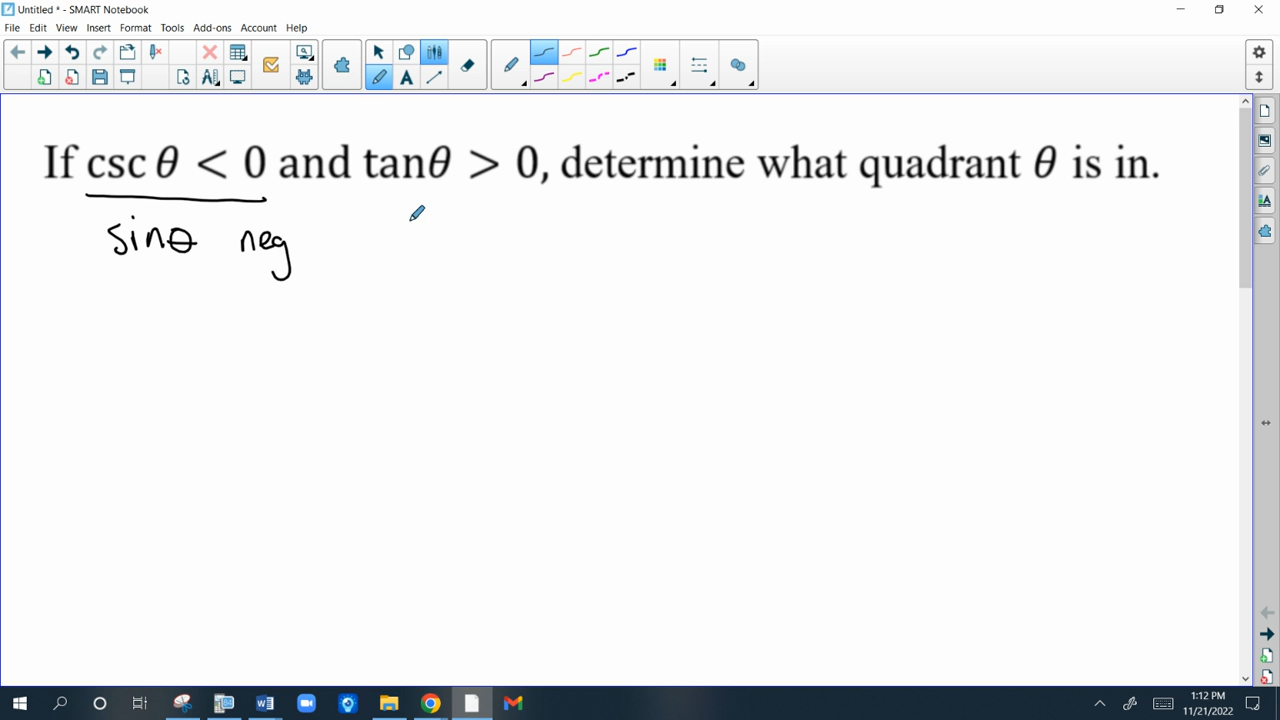 Untitled * - SMART Notebook
File Edit View Insert Format Tools Add-ons Account Help
If csc θ < 0 and tanθ > 0, determine what quadrant θ is in.
sinθ neg
1:12 PM
11/21/2022